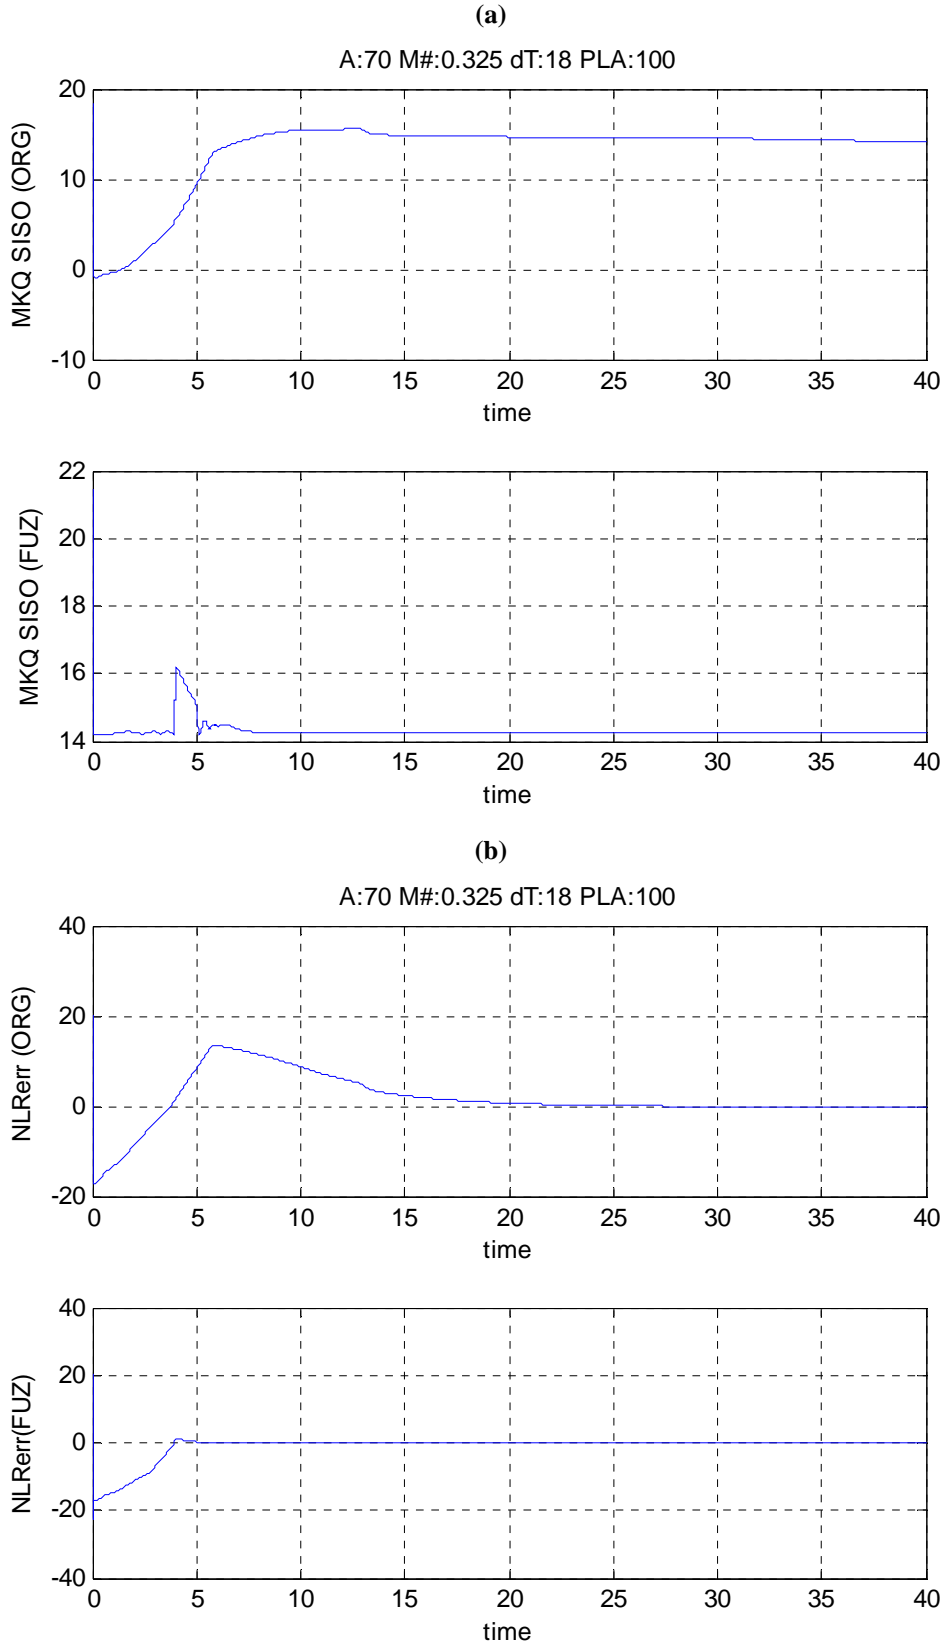 (a)
A:70 M#:0.325 dT:18 PLA:100
MKQ SISO (ORG)
20
10
0
-10
0 5 10 15 20 25 30 35 40
time
MKQ SISO (FUZ)
22
20
18
16
14
0 5 10 15 20 25 30 35 40
time
(b)
A:70 M#:0.325 dT:18 PLA:100
NLRerr (ORG)
40
20
0
-20
0 5 10 15 20 25 30 35 40
time
NLRerr(FUZ)
40
20
0
-20
-40
0 5 10 15 20 25 30 35 40
time